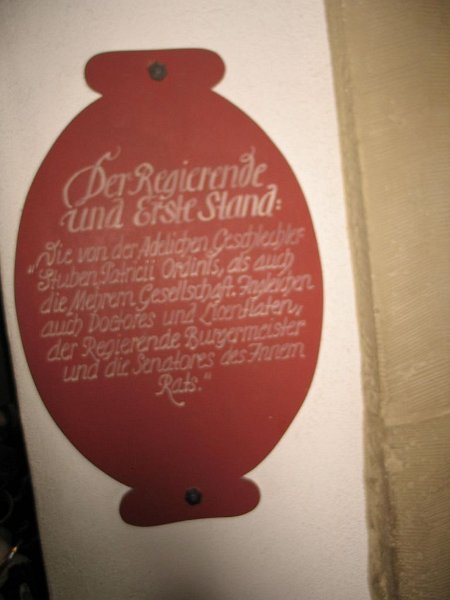 Der Regierende
und Erste Stand:
"Die von der Adelichen Geschlechter-
Stuben, Patricii Ordinis, als auch
die Mehrern Gesellschaft. Ingleichen
auch Doctores und Licentiaten,
der Regierende Burgermeister
und die Senatores des Innern
Rats."